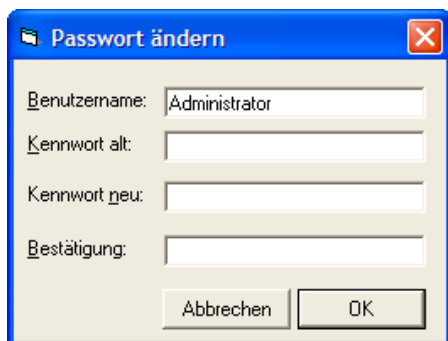 Passwort ändern
Benutzername: Administrator
Kennwort alt:
Kennwort neu:
Bestätigung:
Abbrechen OK